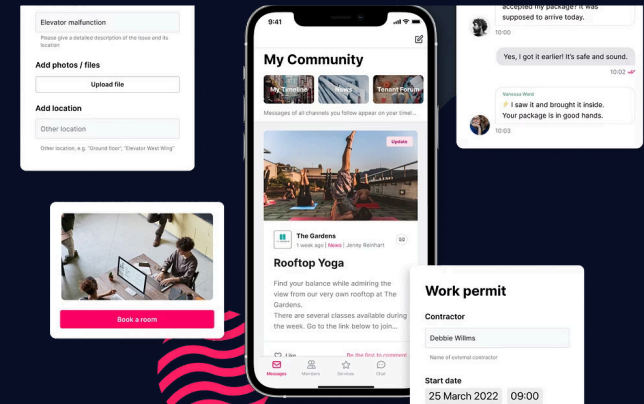 Elevator malfunction
Please give a detailed description of the issue and its
location
Add photos / files
Upload file
Add location
Other location
Other location, e.g. "Ground floor", "Elevator West Wing"
Book a room
9:41
My Community
My Timeline
News
Tenant Forum
Messages of all channels you follow appear on your timel...
Update
The Gardens
1 week ago | News | Jenny Reinhart
Rooftop Yoga
Find your balance while admiring the
view from our very own rooftop at The
Gardens.
There are several classes available during
the week. Go to the link below to join...
Like
Be the first to comment
Messages
Members
Services
Chat
accepted my package? It was
supposed to arrive today.
10:00
Yes, I got it earlier! It's safe and sound.
10:02
Vanessa Ward
I saw it and brought it inside.
Your package is in good hands.
10:03
Work permit
Contractor
Debbie Willms
Name of external contractor
Start date
25 March 2022
09:00